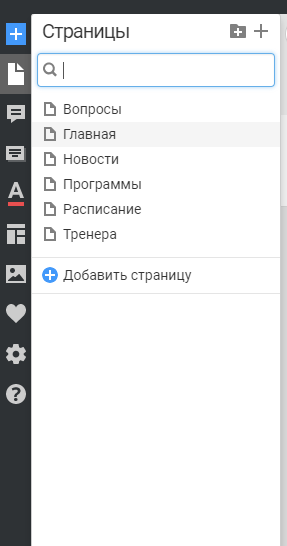 Страницы
Вопросы
Главная
Новости
Программы
Расписание
Тренера
Добавить страницу